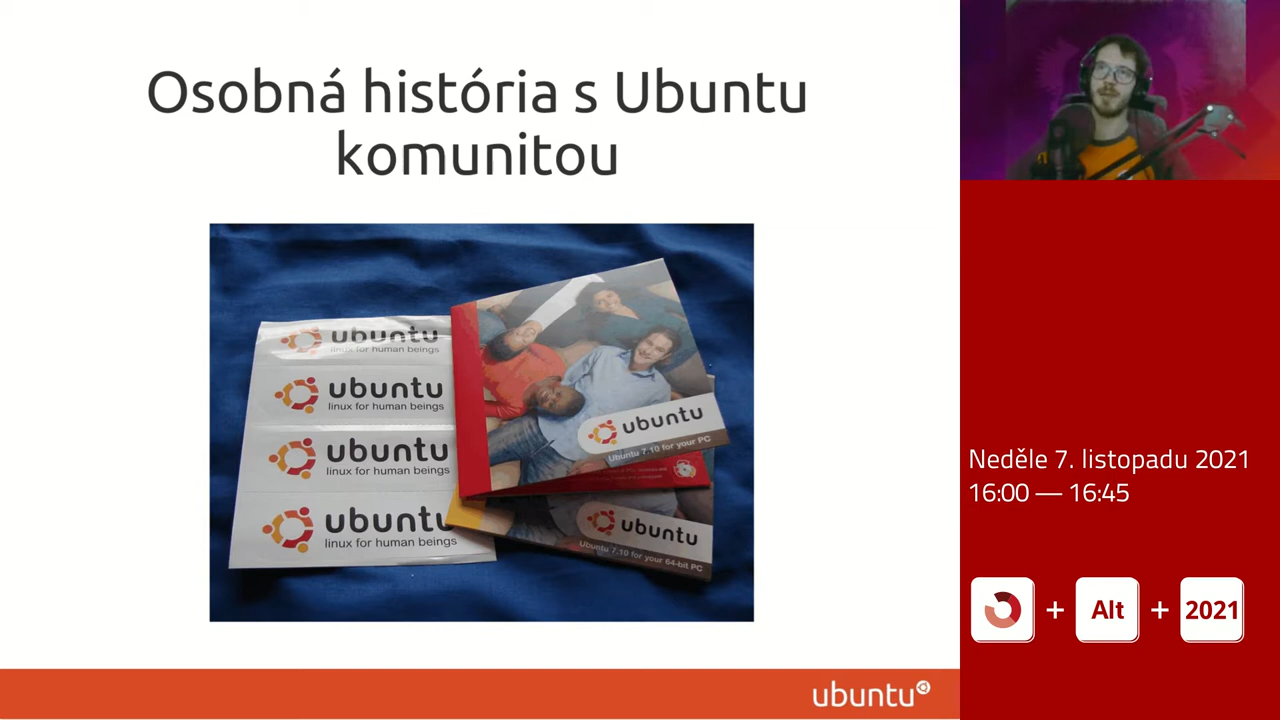 Osobná história s Ubuntu
komunitou
ubuntu
linux for human beings
ubuntu
linux for human beings
ubuntu
linux for human beings
ubuntu
linux for human beings
ubuntu
Ubuntu 7.10 for your PC
ubuntu
Ubuntu 7.10 for your 64-bit PC
ubuntu
Neděle 7. listopadu 2021
16:00 — 16:45
+ Alt + 2021